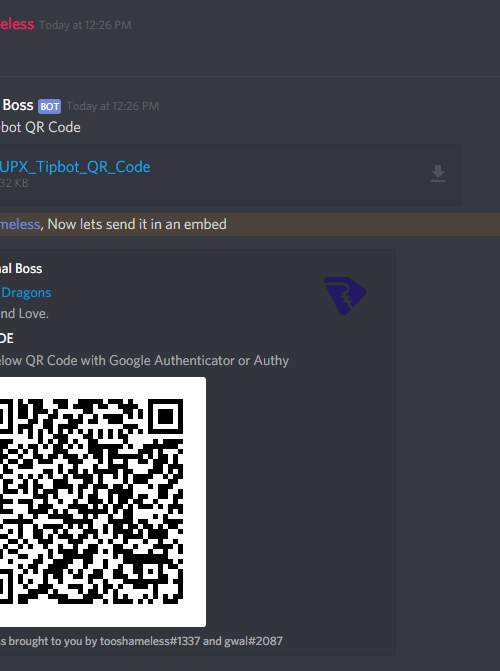 eless Today at 12:26 PM
Boss BOT Today at 12:26 PM
bot QR Code
UPX_Tipbot_QR_Code
32 KB
meless, Now lets send it in an embed
al Boss
Dragons
nd Love.
DE
elow QR Code with Google Authenticator or Authy
ss brought to you by tooshameless#1337 and gwal#2087